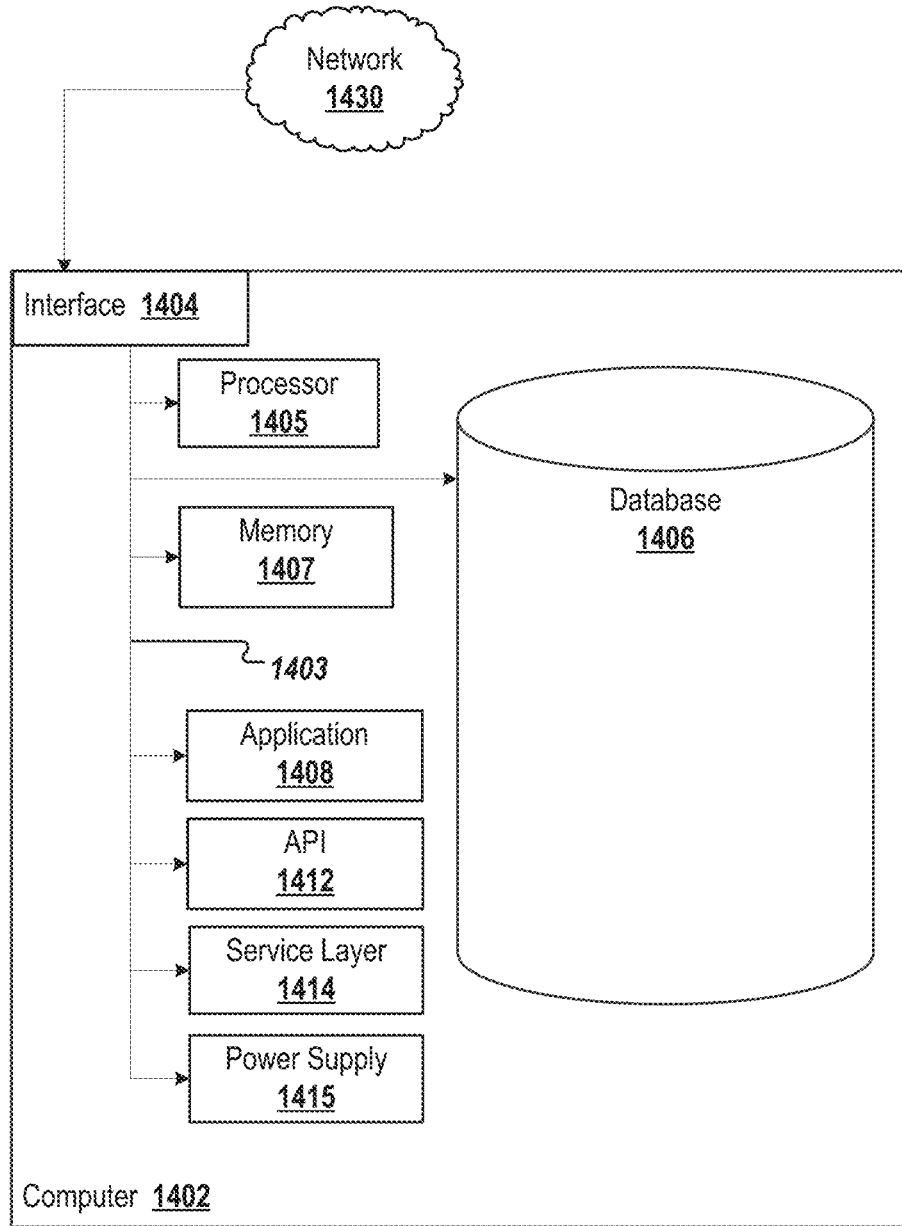 Network
1430
Interface 1404
Processor
1405
Database
1406
Memory
1407
1403
Application
1408
API
1412
Service Layer
1414
Power Supply
1415
Computer 1402